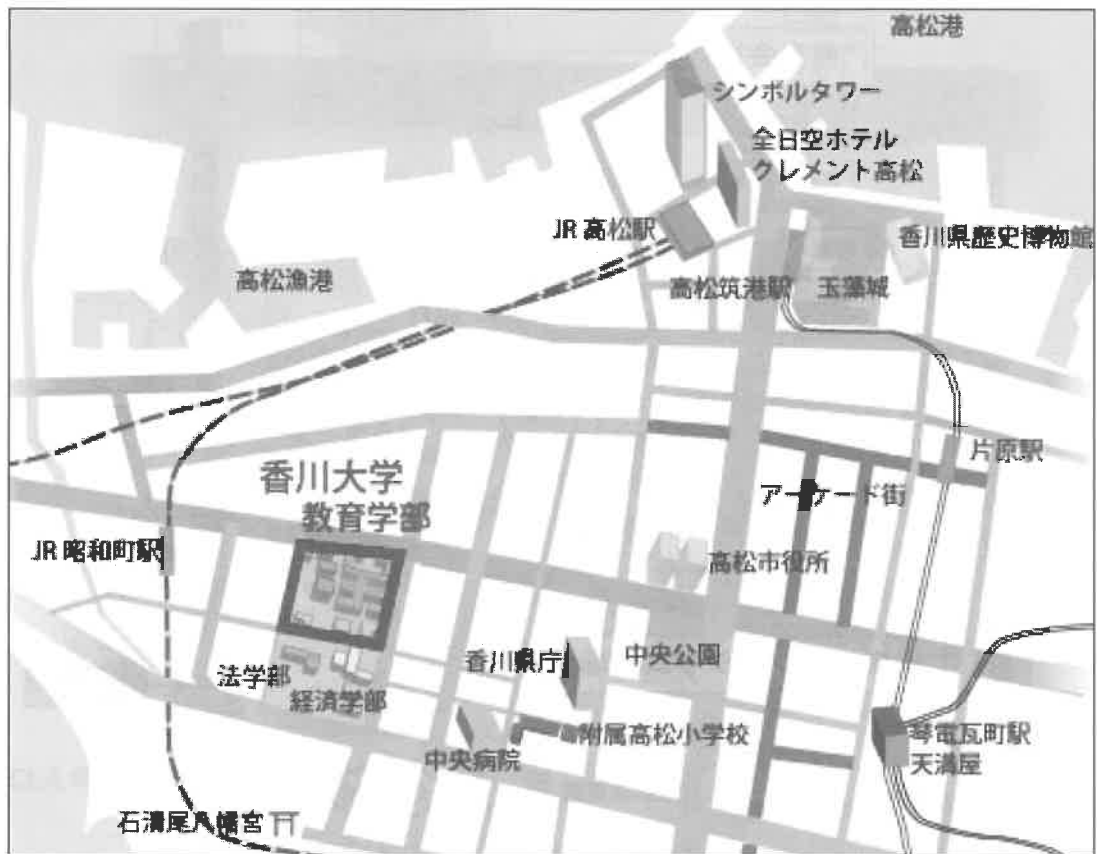 高松港
シンボルタワー
全日空ホテル
クレメント高松
JR 高松駅
香川県歴史博物館
高松漁港
高松筑港駅
玉藻城
片原駅
香川大学
教育学部
アーケード街
JR 昭和町駅
高松市役所
香川県庁
中央公園
法学部
経済学部
附属高松小学校
琴電瓦町駅
天満屋
中央病院
石清尾八幡宮